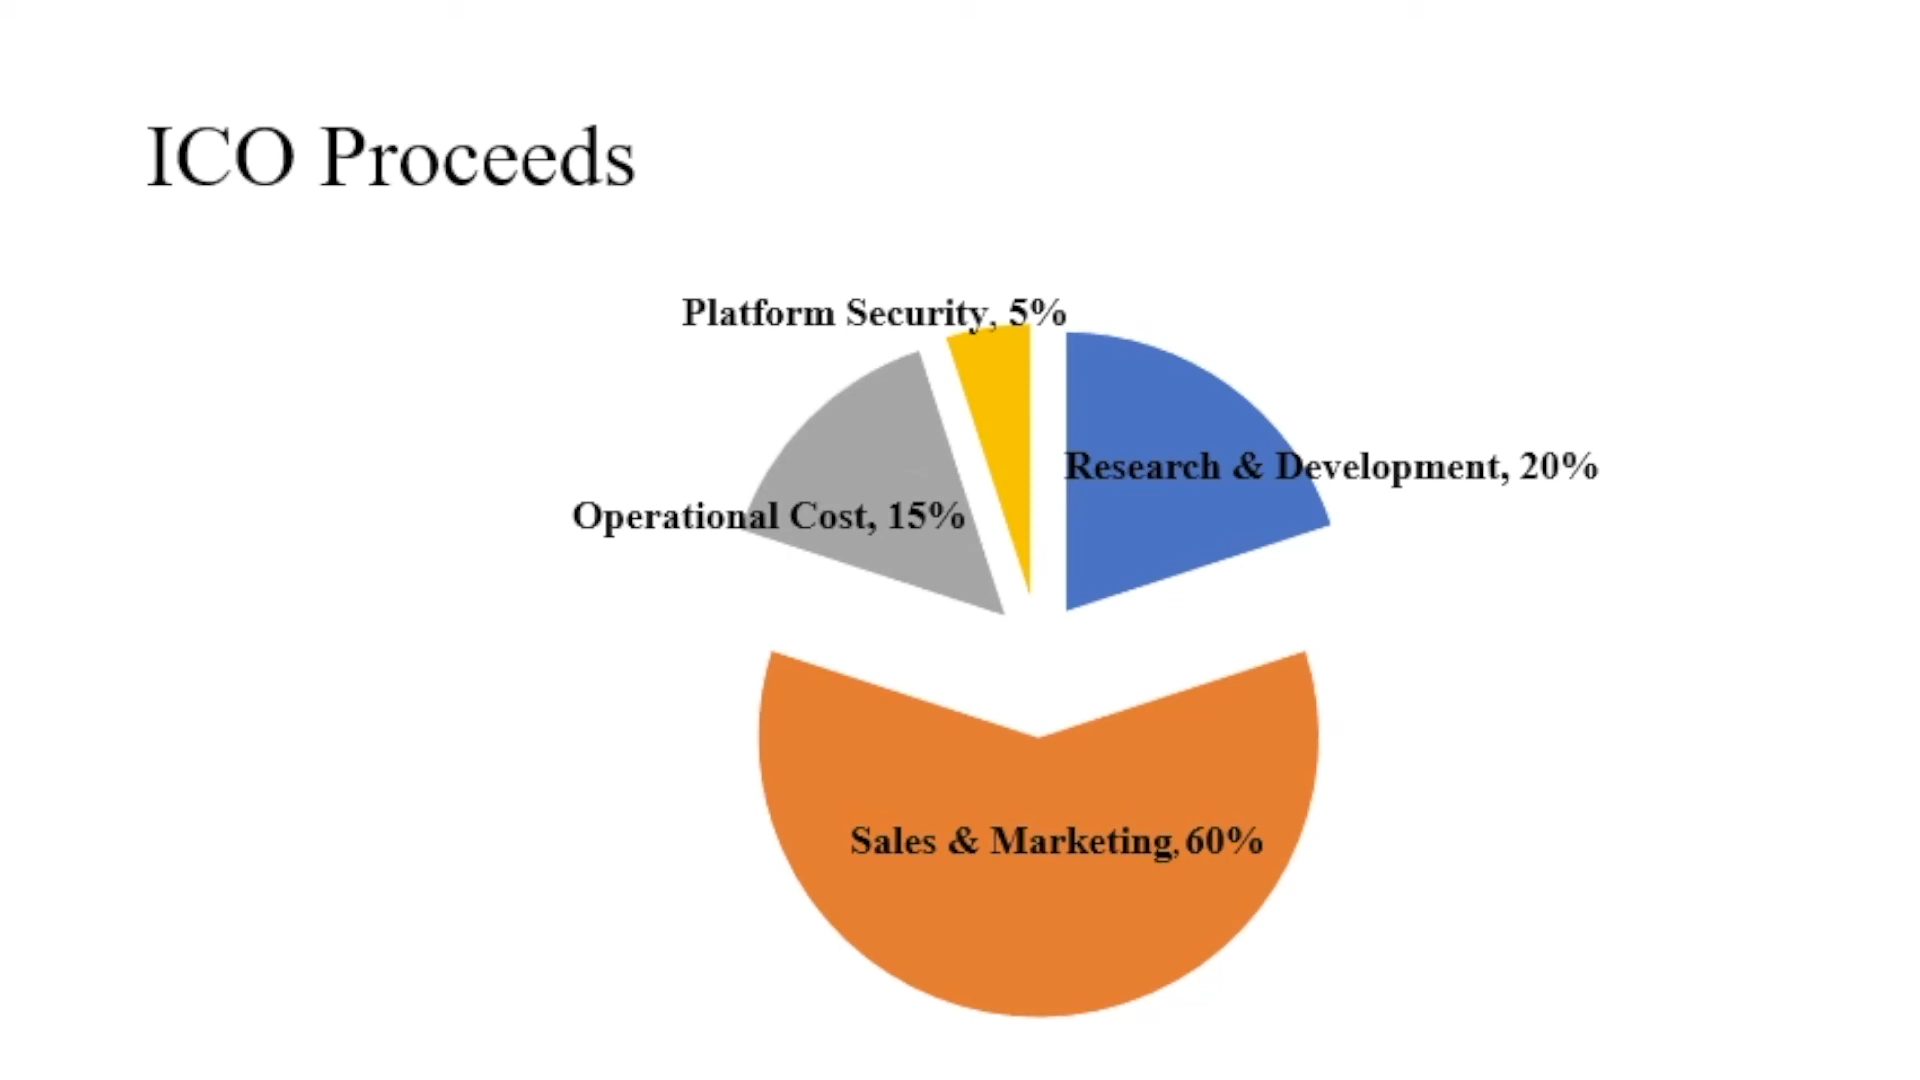 ICO Proceeds
Platform Security, 5%
Research & Development, 20%
Operational Cost, 15%
Sales & Marketing, 60%